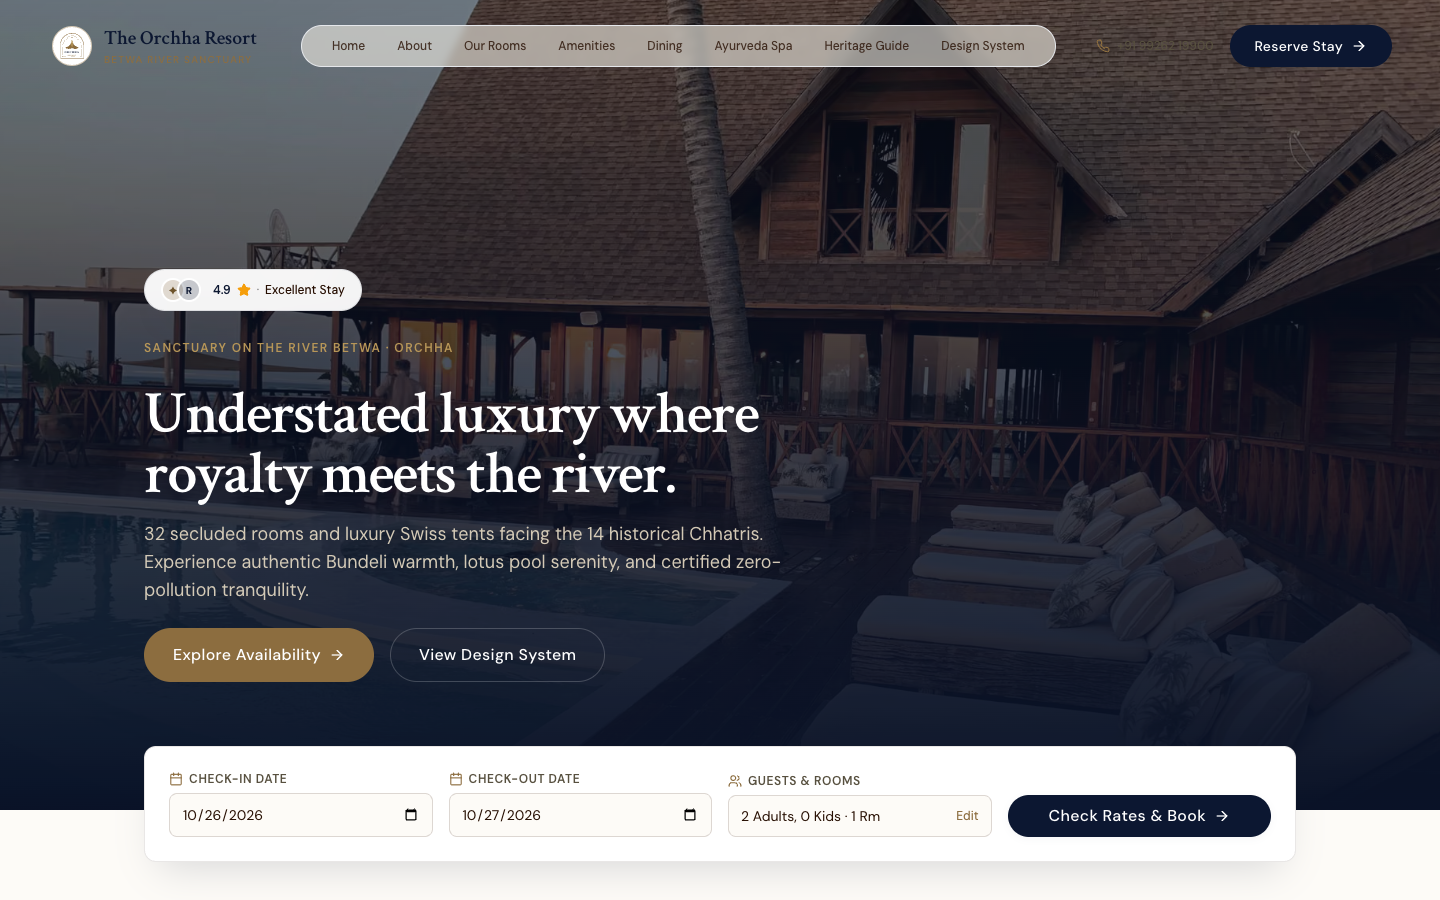 The Orchha Resort
BETWA RIVER SANCTUARY
Home
About
Our Rooms
Amenities
Dining
Ayurveda Spa
Heritage Guide
Design System
Reserve Stay
R
4.9 · Excellent Stay
SANCTUARY ON THE RIVER BETWA · ORCHHA
Understated luxury where
royalty meets the river.
32 secluded rooms and luxury Swiss tents facing the 14 historical Chhatris.
Experience authentic Bundeli warmth, lotus pool serenity, and certified zero-
pollution tranquility.
Explore Availability
View Design System
CHECK-IN DATE
10/26/2026
CHECK-OUT DATE
10/27/2026
GUESTS & ROOMS
2 Adults, 0 Kids · 1 Rm
Edit
Check Rates & Book